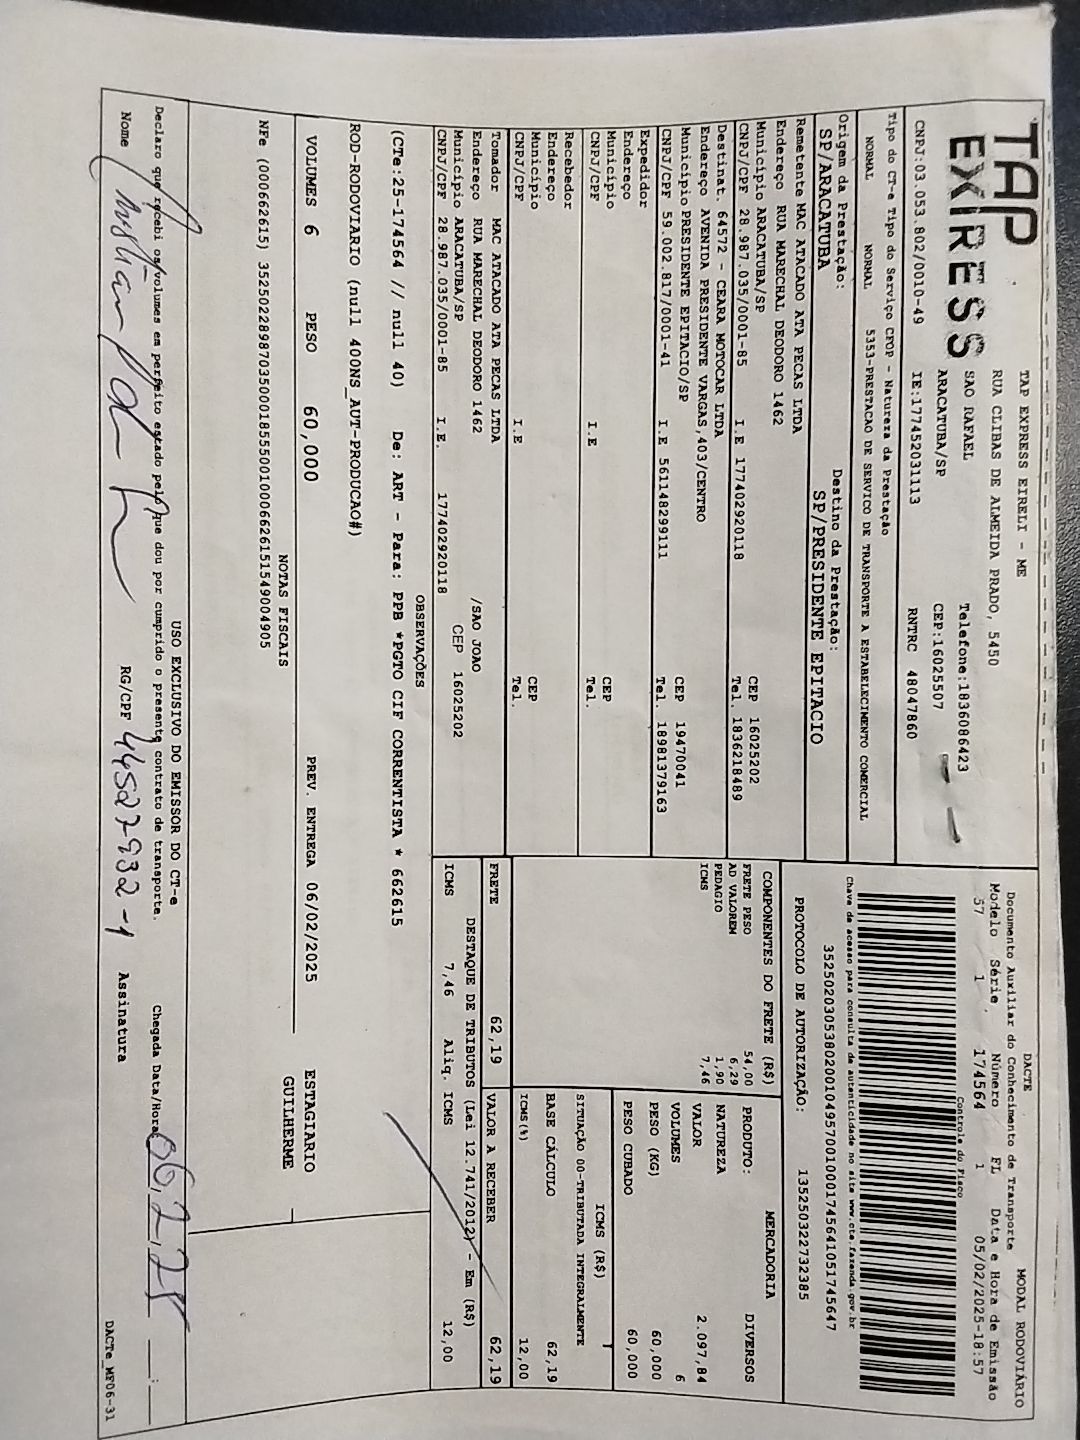 TAP
EXPRESS
TAP EXPRESS EIRELI - ME
RUA CLIBAS DE ALMEIDA PRADO, 5450
SAO RAFAEL Telefone:1836086423
ARACATUBA/SP CEP:16025507
CNPJ:03.053.802/0010-49 IE:177452031113 RNTRC 48047860
DACTE MODAL RODOVIÁRIO
Documento Auxiliar do Conhecimento de Transporte
Modelo Série. Número FL Data e Hora de Emissão
57 1 174564 1 05/02/2025-18:57
Controle do Fisco
Chave de acesso para consulta de autenticidade no site www.cte.fazenda.gov.br
35250203053802001049570010001745641051745647
PROTOCOLO DE AUTORIZAÇÃO: 135250322732385
Tipo do CT-e Tipo do Serviço CFOP - Natureza da Prestação
NORMAL NORMAL 5353-PRESTACAO DE SERVICO DE TRANSPORTE A ESTABELECIMENTO COMERCIAL
Origem da Prestação: Destino da Prestação:
SP/ARACATUBA SP/PRESIDENTE EPITACIO
Remetente MAC ATACADO ATA PECAS LTDA
Endereço RUA MARECHAL DEODORO 1462
Município ARACATUBA/SP CEP 16025202
CNPJ/CPF 28.987.035/0001-85 I.E 177402920118 Tel. 1836218489
Destinat. 64572 - CEARA MOTOCAR LTDA
Endereço AVENIDA PRESIDENTE VARGAS,403/CENTRO
Município PRESIDENTE EPITACIO/SP CEP 19470041
CNPJ/CPF 59.002.817/0001-41 I.E 561148299111 Tel. 18981379163
Expedidor
Endereço
Município CEP
CNPJ/CPF I.E Tel.
Recebedor
Endereço
Município CEP
CNPJ/CPF I.E Tel.
Tomador MAC ATACADO ATA PECAS LTDA
Endereço RUA MARECHAL DEODORO 1462 /SAO JOAO
Município ARACATUBA/SP CEP 16025202
CNPJ/CPF 28.987.035/0001-85 I.E. 177402920118
COMPONENTES DO FRETE (R$)
FRETE PESO 54,00
AD VALOREM 6,29
PEDAGIO 1,90
ICMS 7,46
MERCADORIA
PRODUTO: DIVERSOS
NATUREZA
VALOR 2.097,84
VOLUMES 6
PESO (KG) 60,000
PESO CUBADO 60,000
ICMS (R$)
SITUAÇÃO 00-TRIBUTADA INTEGRALMENTE
BASE CÁLCULO 62,19
ICMS(%) 12,00
FRETE 62,19 VALOR A RECEBER 62,19
DESTAQUE DE TRIBUTOS (Lei 12.741/2012) - Em (R$)
ICMS 7,46 Aliq. ICMS 12,00
OBSERVAÇÕES
(CTe:25-174564 // null 40) De: ART - Para: PPB *PGTO CIF CORRENTISTA * 662615
ROD-RODOVIARIO (null 400NS_AUT-PRODUCAO#)
VOLUMES 6 PESO 60,000 PREV. ENTREGA 06/02/2025 ESTAGIARIO
GUILHERME
NOTAS FISCAIS
NFe (000662615) 35250228987035000185550010006626151549004905
USO EXCLUSIVO DO EMISSOR DO CT-e
Declaro que recebi os volumes em perfeito estado pelo que dou por cumprido o presente contrato de transporte. Chegada Data/Hora 06,2,25 __:__
Nome RG/CPF 44527932-1 Assinatura
DACTe_MF06-31